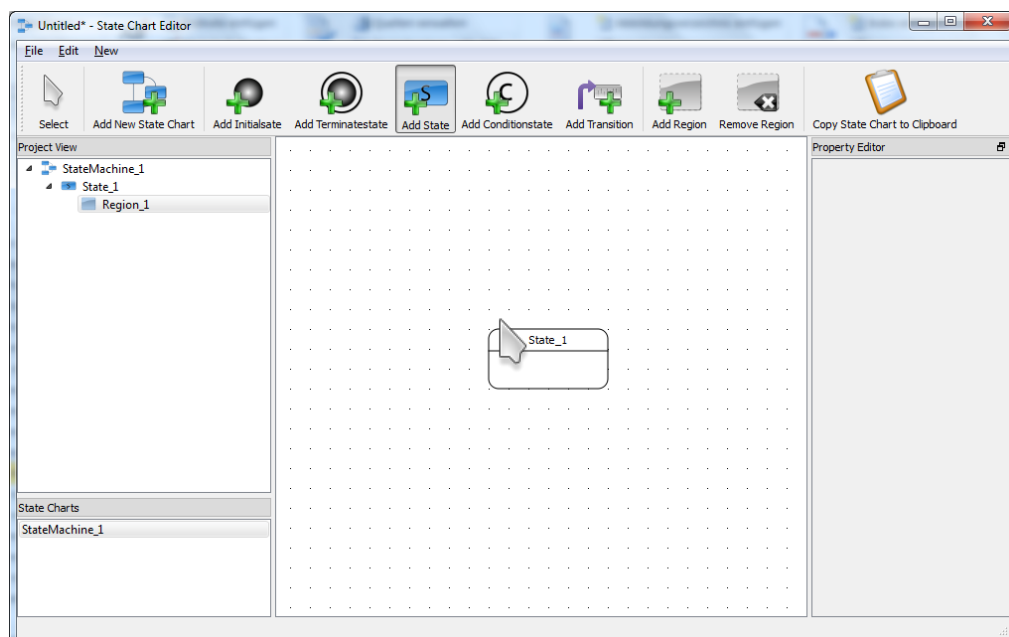 Untitled* - State Chart Editor
File Edit New
Select Add New State Chart Add Initialsate Add Terminatestate Add State Add Conditionstate Add Transition Add Region Remove Region Copy State Chart to Clipboard
S
C
Project View
StateMachine_1
State_1
Region_1
State_1
State Charts
StateMachine_1
Property Editor